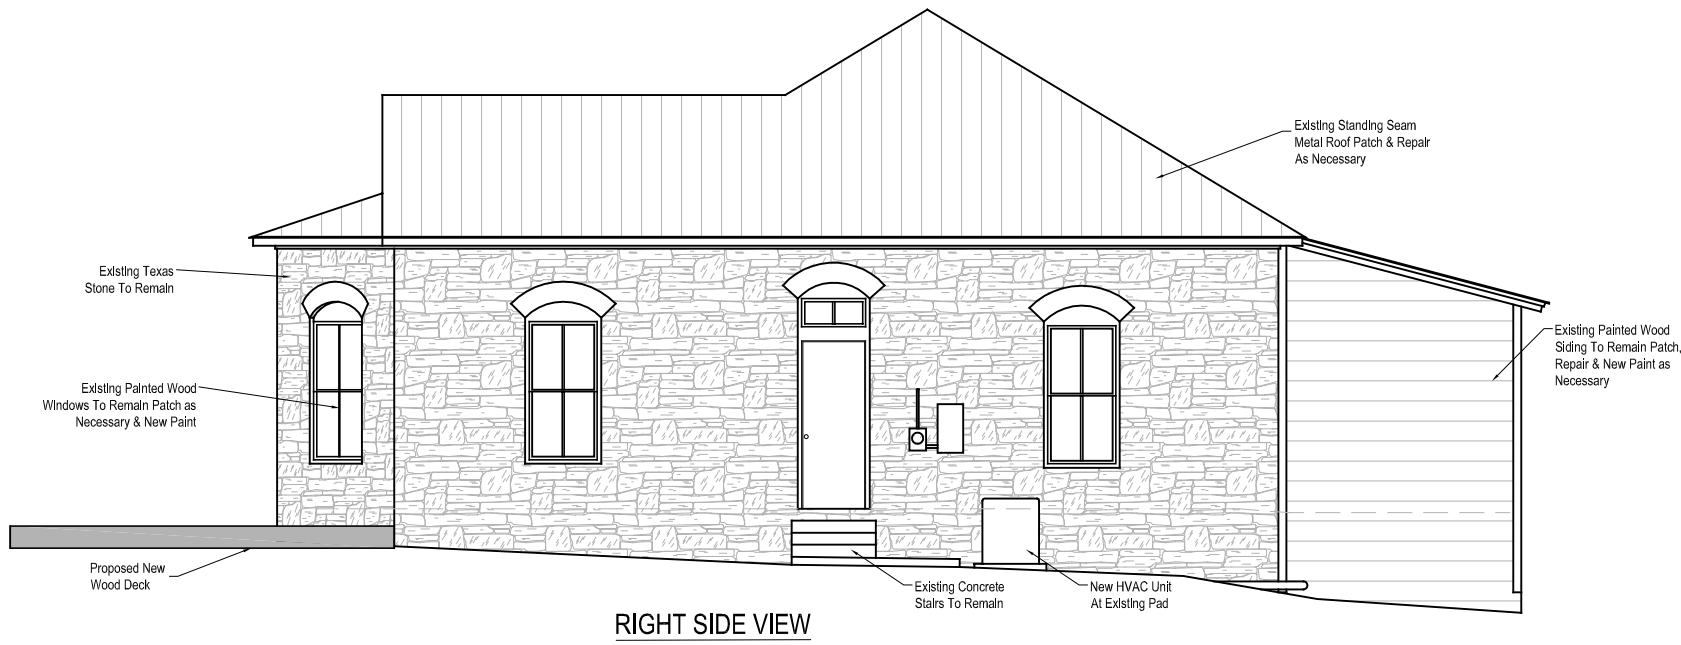 Existing Standing Seam
Metal Roof Patch & Repair
As Necessary
Existing Texas
Stone To Remain
Existing Painted Wood
Siding To Remain Patch,
Repair & New Paint as
Necessary
Existing Painted Wood
Windows To Remain Patch as
Necessary & New Paint
Proposed New
Wood Deck
Existing Concrete
Stairs To Remain
New HVAC Unit
At Existing Pad
RIGHT SIDE VIEW